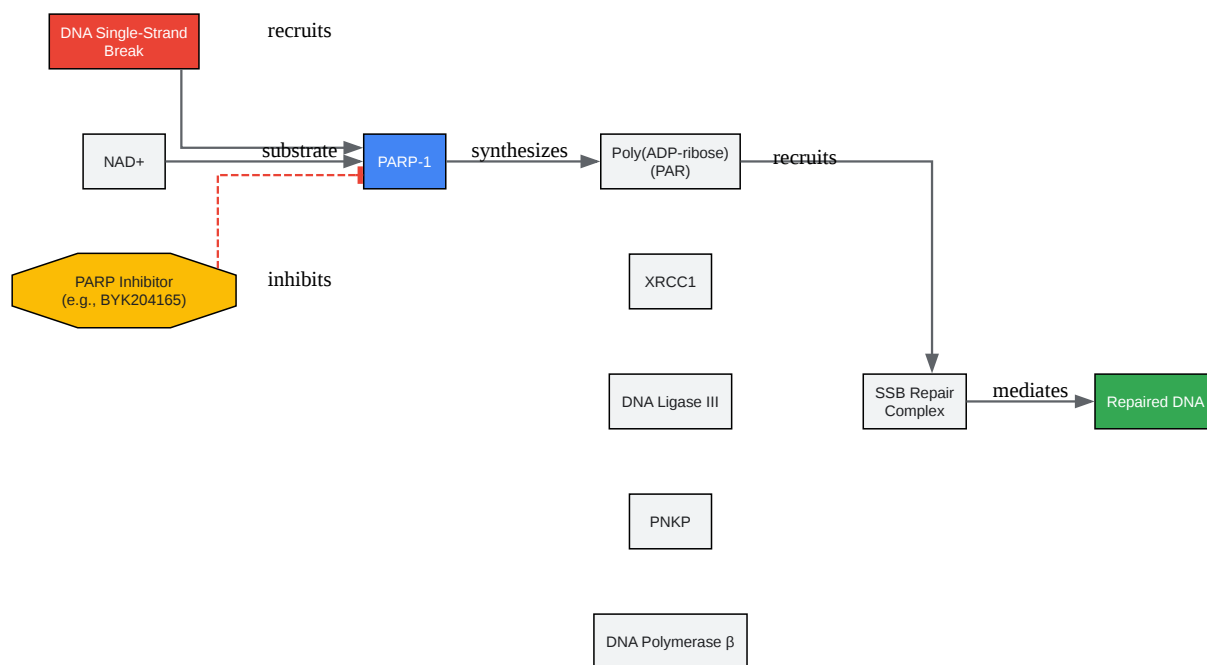 DNA Single-Strand
Break
recruits
NAD+
substrate
PARP-1
synthesizes
Poly(ADP-ribose)
(PAR)
recruits
PARP Inhibitor
(e.g., BYK204165)
inhibits
XRCC1
DNA Ligase III
SSB Repair
Complex
mediates
Repaired DNA
PNKP
DNA Polymerase β